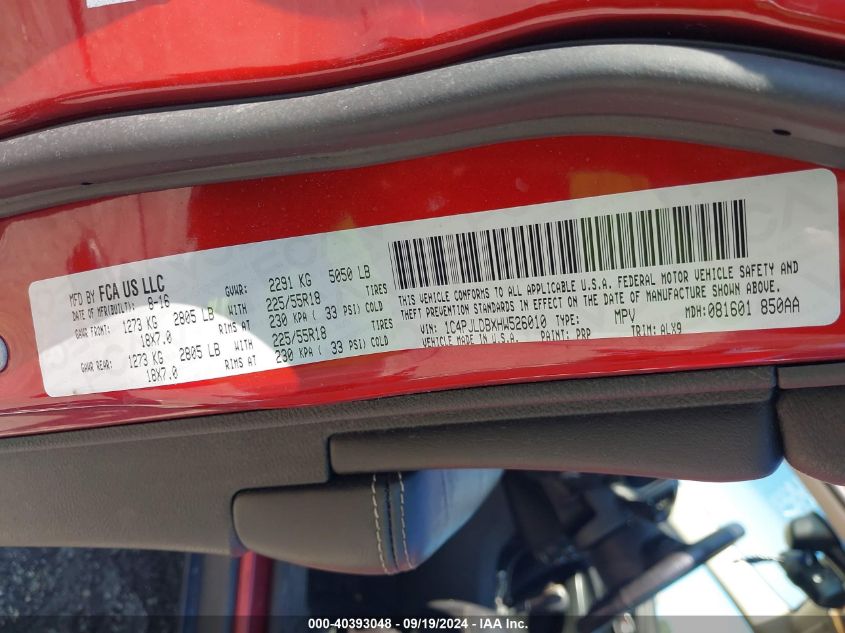 MFD BY FCA US LLC
DATE OF MFR(BUILT): 8-16 GVWR: 2291 KG 5050 LB
GAWR FRONT: 1273 KG 2805 LB WITH 225/55R18 TIRES
18X7.0 RIMS AT 230 KPA ( 33 PSI) COLD
GAWR REAR: 1273 KG 2805 LB WITH 225/55R18 TIRES
18X7.0 RIMS AT 230 KPA ( 33 PSI) COLD
THIS VEHICLE CONFORMS TO ALL APPLICABLE U.S.A. FEDERAL MOTOR VEHICLE SAFETY AND
THEFT PREVENTION STANDARDS IN EFFECT ON THE DATE OF MANUFACTURE SHOWN ABOVE.
VIN: 1C4PJLDBXHW526010 TYPE: MPV MDH: 081601 850AA
VEHICLE MADE IN U.S.A. PAINT: PRP TRIM: ALX9
000-40393048 - 09/19/2024 - IAA Inc.